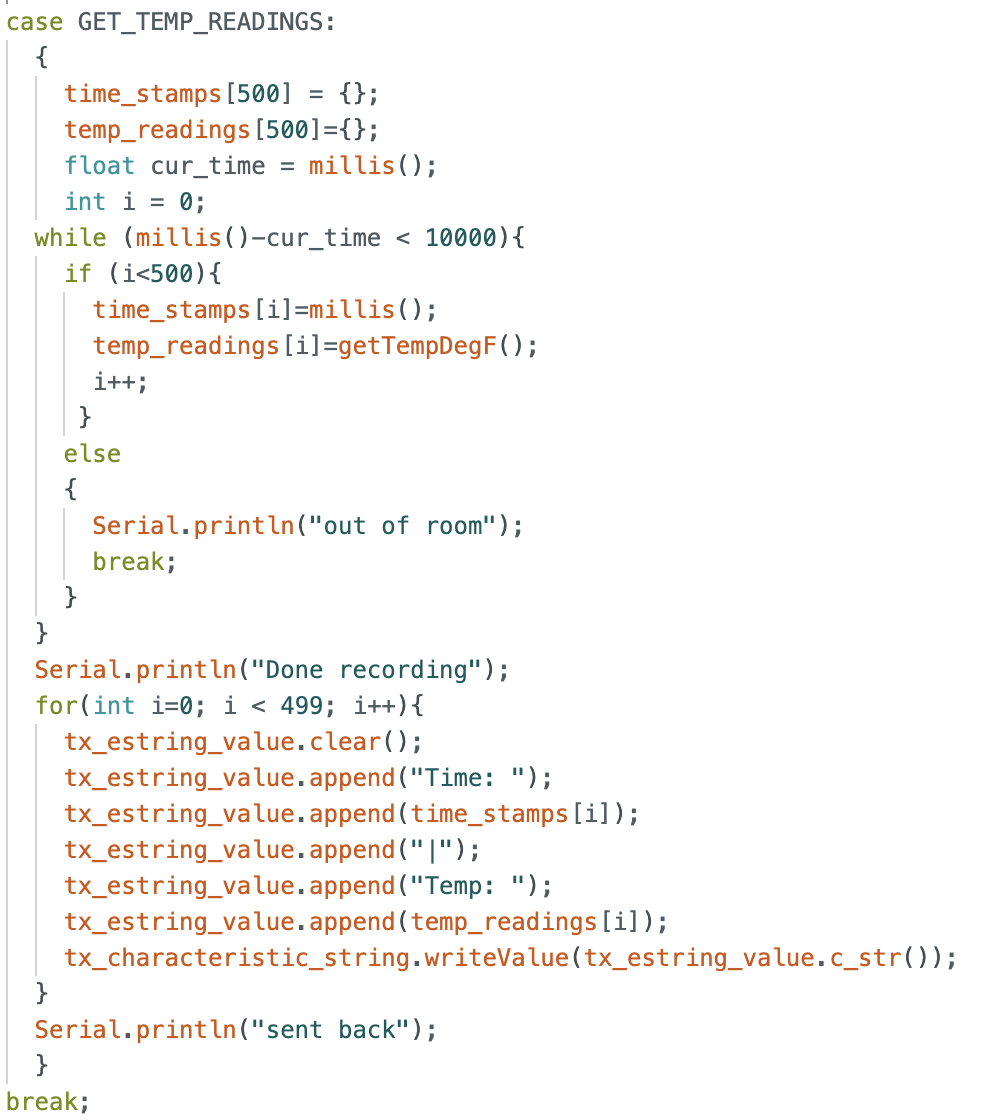 case GET_TEMP_READINGS:
{
time_stamps[500] = {};
temp_readings[500]={};
float cur_time = millis();
int i = 0;
while (millis()-cur_time < 10000){
if (i<500){
time_stamps[i]=millis();
temp_readings[i]=getTempDegF();
i++;
}
else
{
Serial.println("out of room");
break;
}
}
Serial.println("Done recording");
for(int i=0; i < 499; i++){
tx_estring_value.clear();
tx_estring_value.append("Time: ");
tx_estring_value.append(time_stamps[i]);
tx_estring_value.append("|");
tx_estring_value.append("Temp: ");
tx_estring_value.append(temp_readings[i]);
tx_characteristic_string.writeValue(tx_estring_value.c_str());
}
Serial.println("sent back");
}
break;